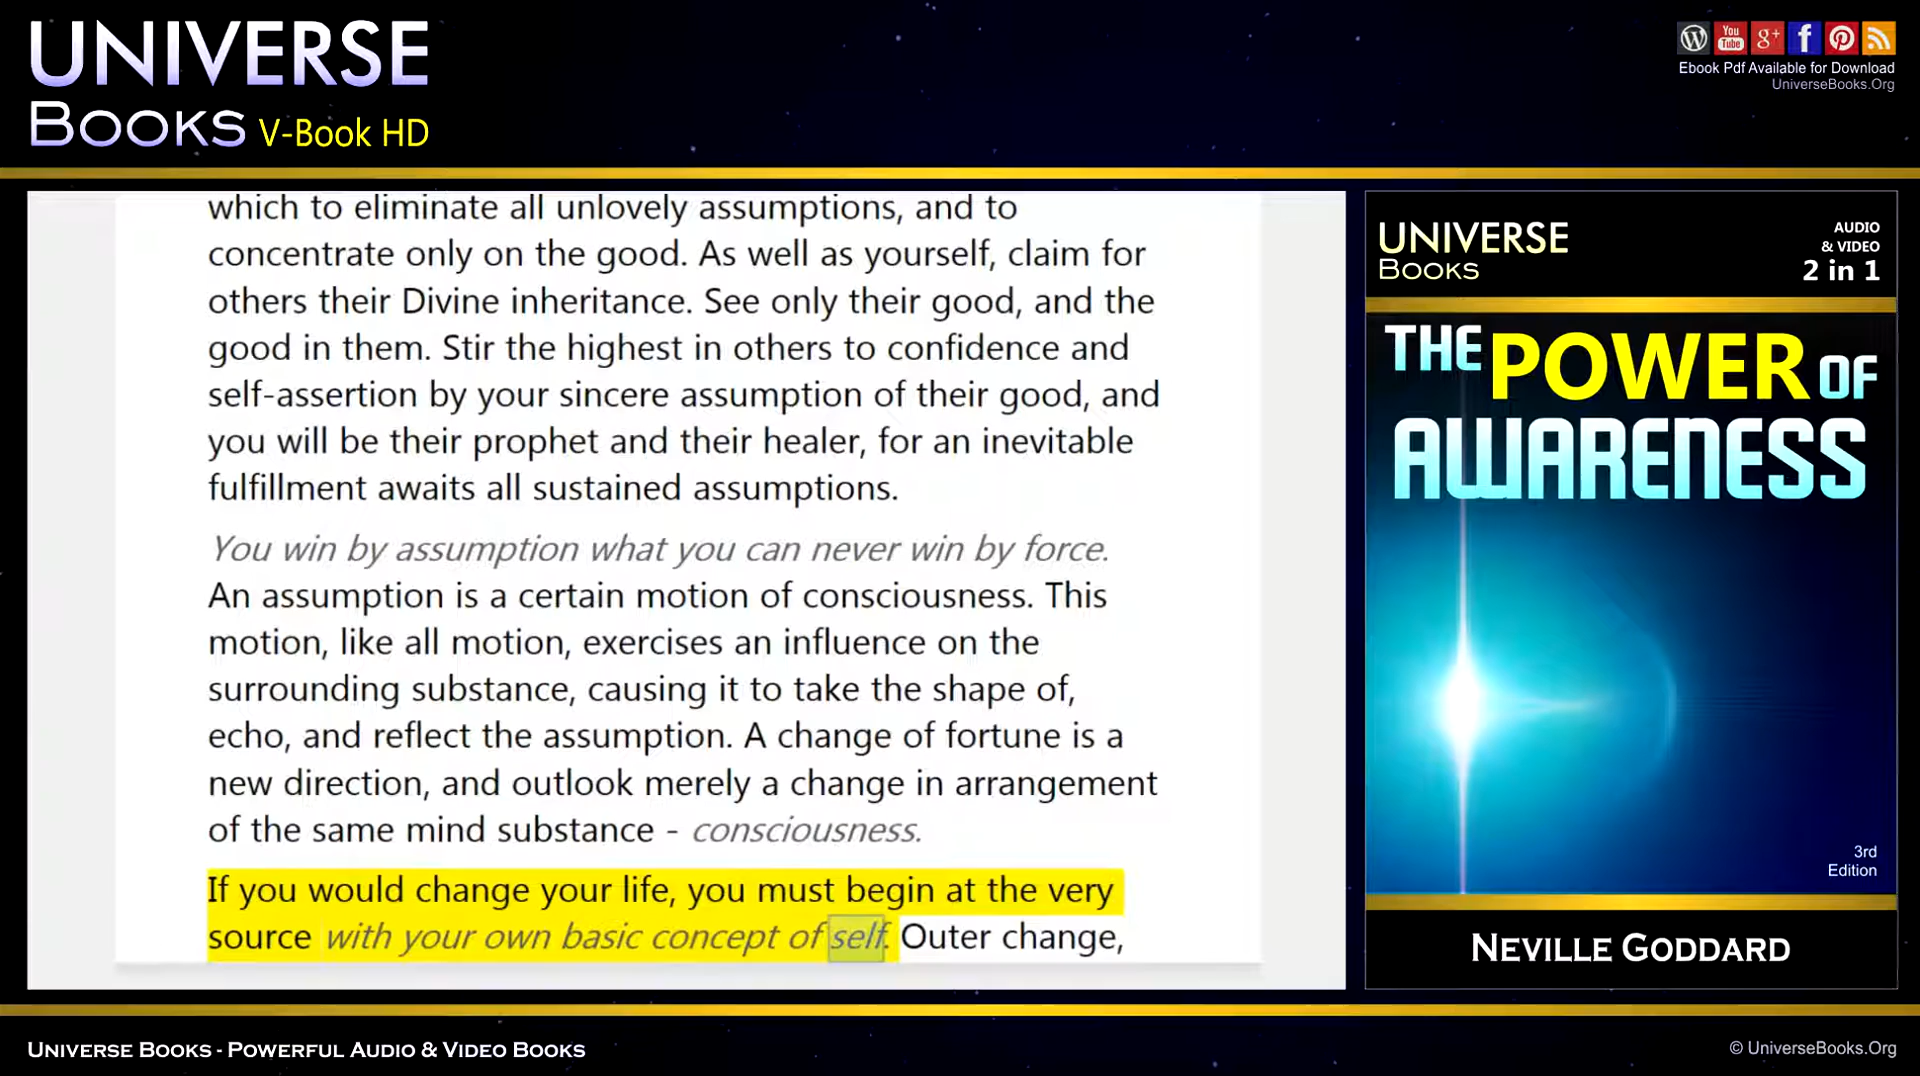 UNIVERSE
BOOKS V-Book HD
You
Tube
g+
f
Ebook Pdf Available for Download
UniverseBooks.Org
which to eliminate all unlovely assumptions, and to
concentrate only on the good. As well as yourself, claim for
others their Divine inheritance. See only their good, and the
good in them. Stir the highest in others to confidence and
self-assertion by your sincere assumption of their good, and
you will be their prophet and their healer, for an inevitable
fulfillment awaits all sustained assumptions.
You win by assumption what you can never win by force.
An assumption is a certain motion of consciousness. This
motion, like all motion, exercises an influence on the
surrounding substance, causing it to take the shape of,
echo, and reflect the assumption. A change of fortune is a
new direction, and outlook merely a change in arrangement
of the same mind substance - consciousness.
If you would change your life, you must begin at the very
source with your own basic concept of self. Outer change,
UNIVERSE
BOOKS
AUDIO
& VIDEO
2 in 1
THE POWER OF
AWARENESS
3rd
Edition
NEVILLE GODDARD
UNIVERSE BOOKS - POWERFUL AUDIO & VIDEO BOOKS
© UniverseBooks.Org